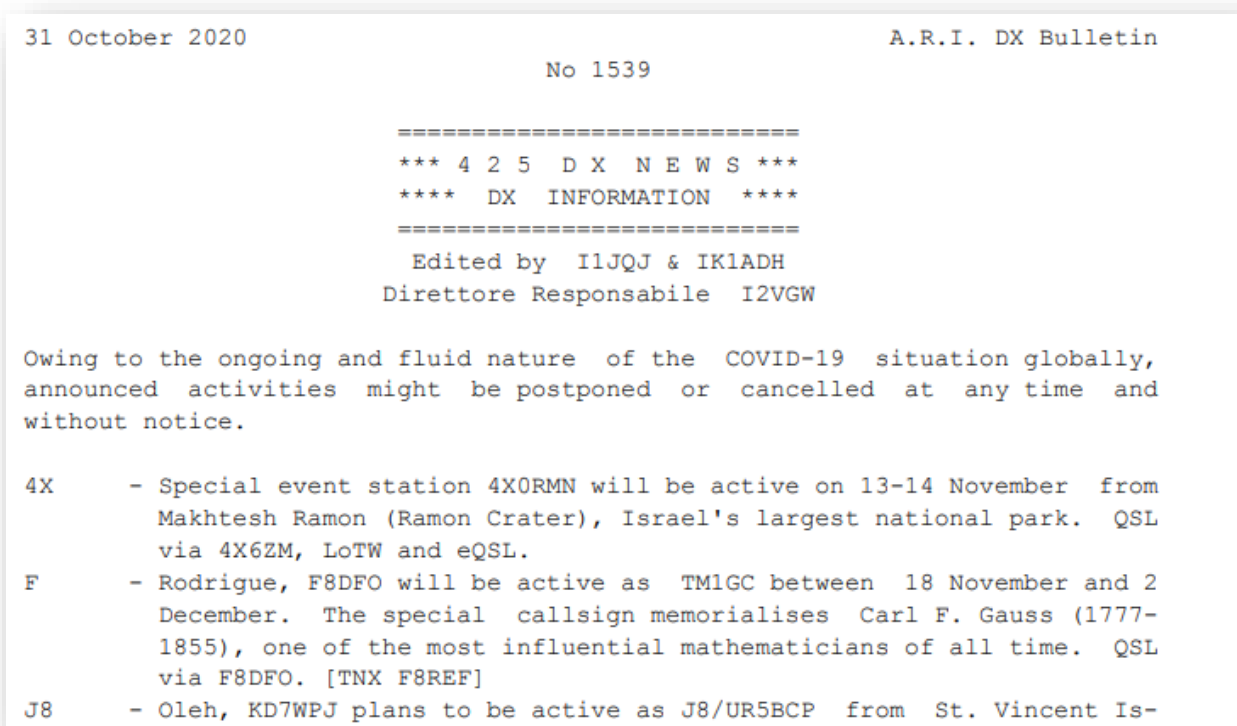 31 October 2020                                           A.R.I. DX Bulletin
No 1539
===========================
*** 4 2 5  D X  N E W S ***
****  DX  INFORMATION  ****
===========================
Edited by  I1JQJ & IK1ADH
Direttore Responsabile  I2VGW
Owing to the ongoing and fluid nature  of the  COVID-19  situation globally,
announced  activities  might  be postponed  or  cancelled  at  any time  and
without notice.
4X     - Special event station 4X0RMN will be active on 13-14 November  from
Makhtesh Ramon (Ramon Crater), Israel's largest national park.  QSL
via 4X6ZM, LoTW and eQSL.
F      - Rodrigue, F8DFO will be active as  TM1GC between  18 November and 2
December.  The special  callsign memorialises  Carl F. Gauss (1777-
1855), one of the most influential mathematicians of all time.  QSL
via F8DFO. [TNX F8REF]
J8     - Oleh, KD7WPJ plans to be active as J8/UR5BCP  from  St. Vincent Is-